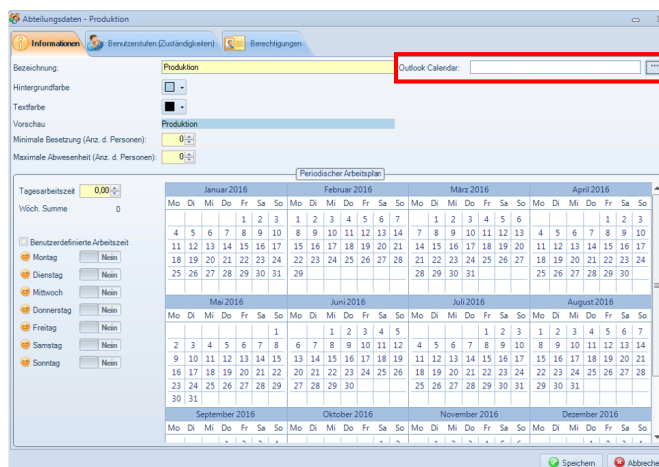 Abteilungsdaten - Produktion
Informationen Benutzerstufen (Zuständigkeiten) Berechtigungen
Bezeichnung: Produktion Outlook Calendar: ...
Hintergrundfarbe
Textfarbe
Vorschau Produktion
Minimale Besetzung (Anz. d. Personen): 0
Maximale Abwesenheit (Anz. d. Personen): 0
Periodischer Arbeitsplan
Tagesarbeitszeit 0,00
Wöch. Summe 0
Benutzerdefinierte Arbeitszeit
Montag Nein
Dienstag Nein
Mittwoch Nein
Donnerstag Nein
Freitag Nein
Samstag Nein
Sonntag Nein
Januar 2016 Februar 2016 März 2016 April 2016
Mo Di Mi Do Fr Sa So Mo Di Mi Do Fr Sa So Mo Di Mi Do Fr Sa So Mo Di Mi Do Fr Sa So
1 2 3 1 2 3 4 5 6 7 1 2 3 4 5 6 1 2 3
4 5 6 7 8 9 10 8 9 10 11 12 13 14 7 8 9 10 11 12 13 4 5 6 7 8 9 10
11 12 13 14 15 16 17 15 16 17 18 19 20 21 14 15 16 17 18 19 20 11 12 13 14 15 16 17
18 19 20 21 22 23 24 22 23 24 25 26 27 28 21 22 23 24 25 26 27 18 19 20 21 22 23 24
25 26 27 28 29 30 31 29 28 29 30 31 25 26 27 28 29 30
Mai 2016 Juni 2016 Juli 2016 August 2016
Mo Di Mi Do Fr Sa So Mo Di Mi Do Fr Sa So Mo Di Mi Do Fr Sa So Mo Di Mi Do Fr Sa So
1 1 2 3 4 5 1 2 3 1 2 3 4 5 6 7
2 3 4 5 6 7 8 6 7 8 9 10 11 12 4 5 6 7 8 9 10 8 9 10 11 12 13 14
9 10 11 12 13 14 15 13 14 15 16 17 18 19 11 12 13 14 15 16 17 15 16 17 18 19 20 21
16 17 18 19 20 21 22 20 21 22 23 24 25 26 18 19 20 21 22 23 24 22 23 24 25 26 27 28
23 24 25 26 27 28 29 27 28 29 30 25 26 27 28 29 30 31 29 30 31
30 31
September 2016 Oktober 2016 November 2016 Dezember 2016
Mo Di Mi Do Fr Sa So Mo Di Mi Do Fr Sa So Mo Di Mi Do Fr Sa So Mo Di Mi Do Fr Sa So
Speichern Abbreche